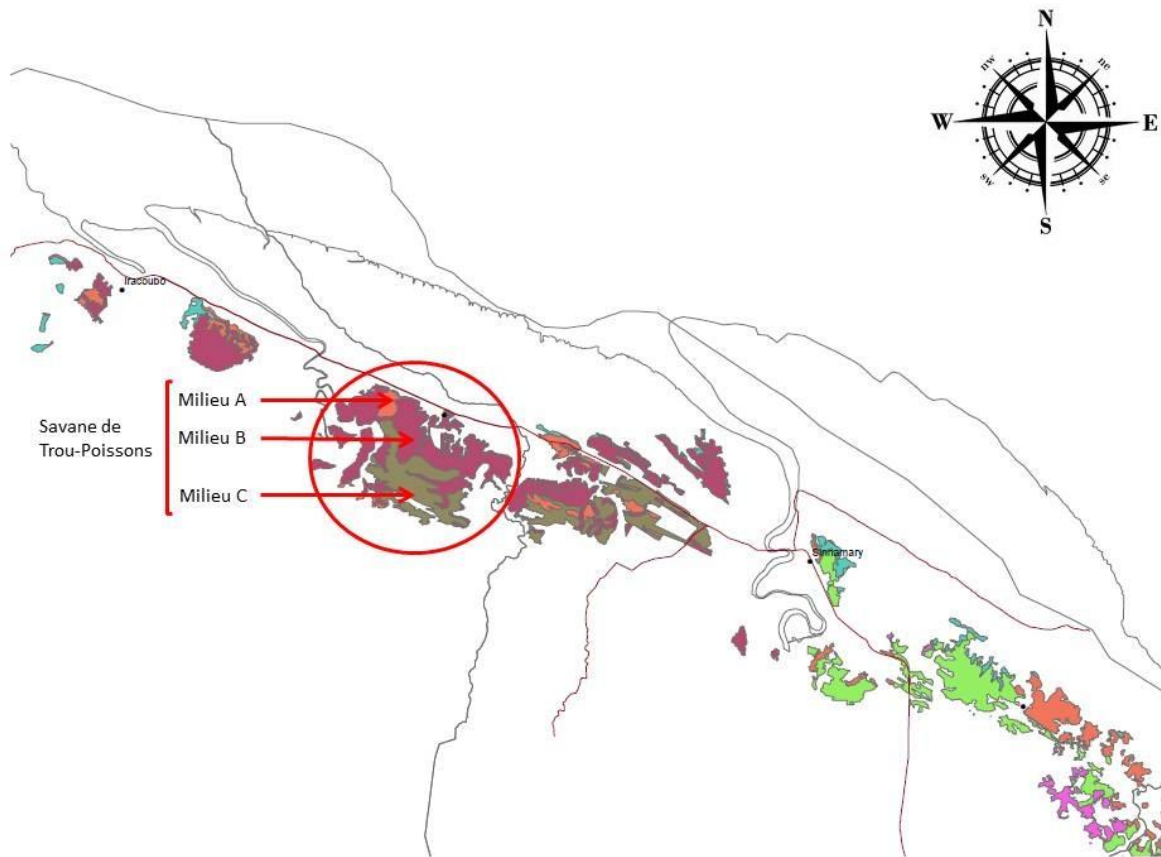 N
nw
ne
W
E
sw
se
S
Iracoubo
Milieu A
Savane de
Trou-Poissons
Milieu B
Milieu C
Sinnamary